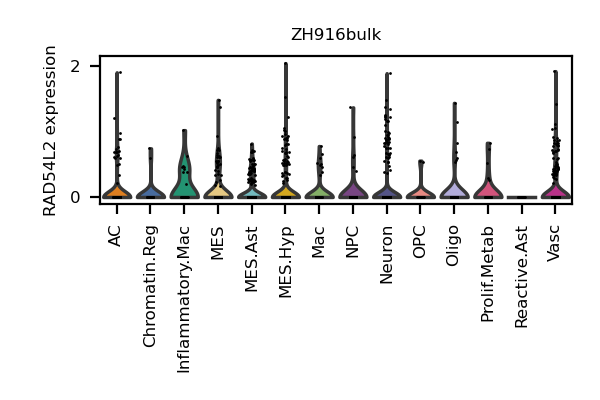 ZH916bulk
RAD54L2 expression
2
0
AC
Chromatin.Reg
Inflammatory.Mac
MES
MES.Ast
MES.Hyp
Mac
NPC
Neuron
OPC
Oligo
Prolif.Metab
Reactive.Ast
Vasc